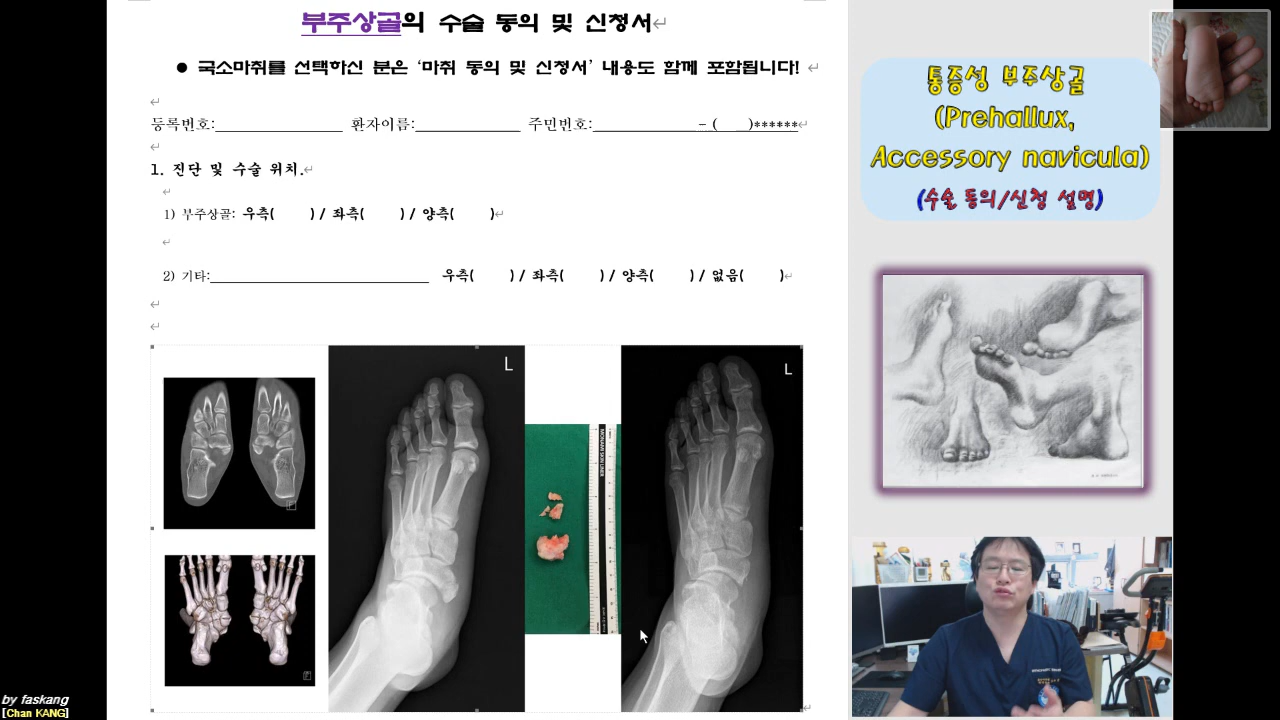 부주상골의 수술 동의 및 신청서
● 국소마취를 선택하신 분은 ‘마취 동의 및 신청서’ 내용도 함께 포함됩니다!
등록번호:_________________ 환자이름:______________ 주민번호:______________– (___)******
1. 진단 및 수술 위치.
1) 부주상골: 우측( ) / 좌측( ) / 양측( )
2) 기타:_____________________________ 우측( ) / 좌측( ) / 양측( ) / 없음( )
L
L
통증성 부주상골
(Prehallux,
Accessory navicula)
(수술 동의/신청 설명)
by faskang
[Chan KANG]